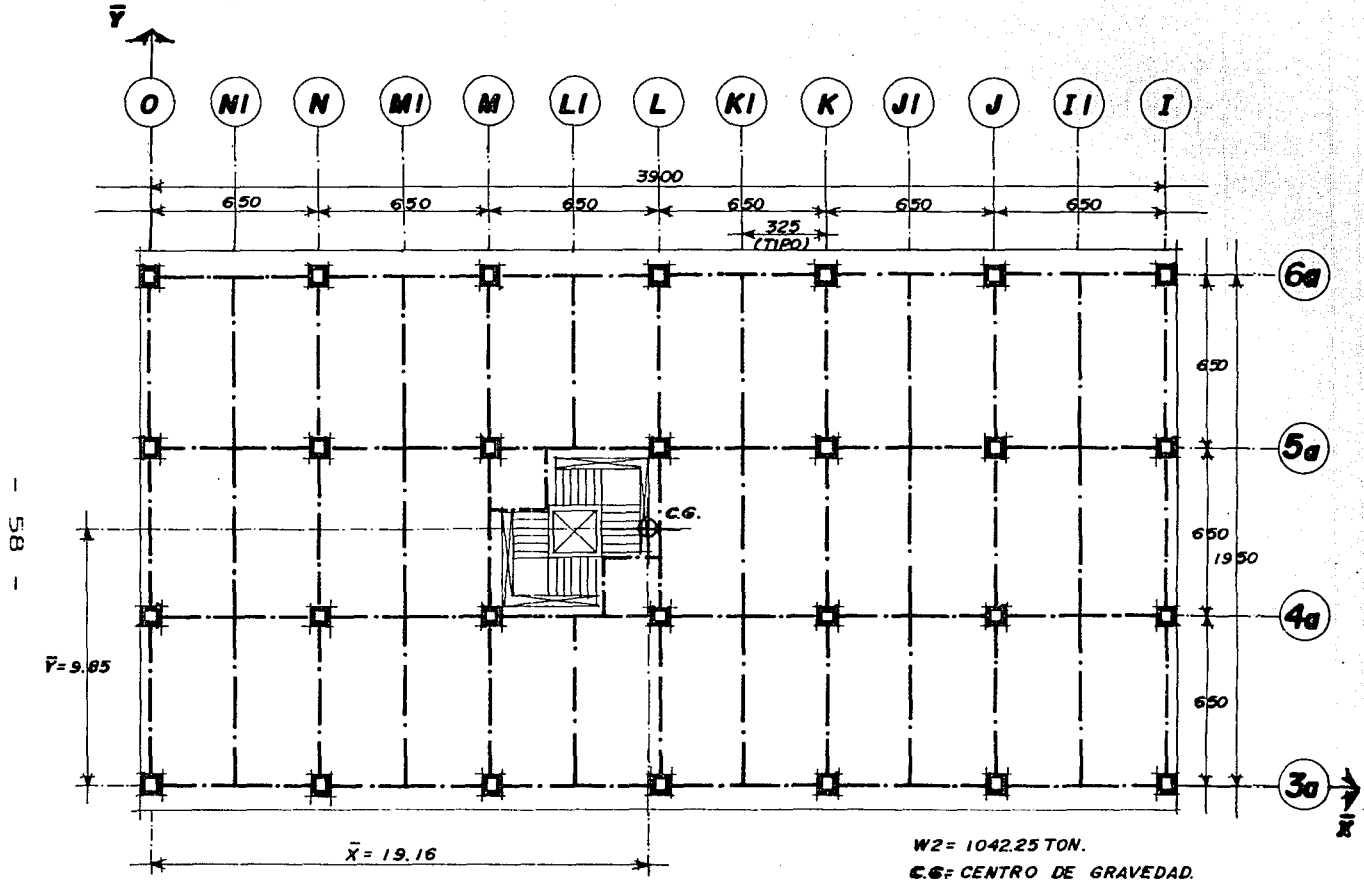 Ȳ
O NI N MI M LI L KI K JI J II I
3900
650 650 650 650 650 650
325
(TIPO)
6a
650
5a
C.G.
650
1950
4a
Ȳ= 9.85
650
3a
X̄
X̄ = 19.16
W2= 1042.25 TON.
C.G= CENTRO DE GRAVEDAD.
- 58 -